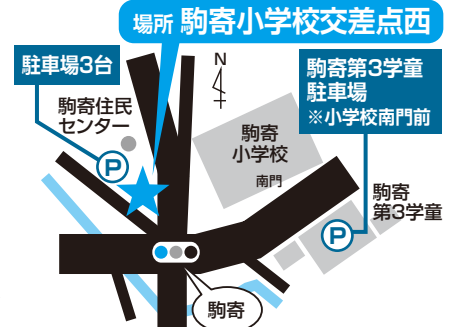 場所 駒寄小学校交差点西
駐車場3台
駒寄住民
センター
P
N
駒寄
小学校
南門
駒寄第3学童
駐車場
※小学校南門前
駒寄
第3学童
P
駒寄